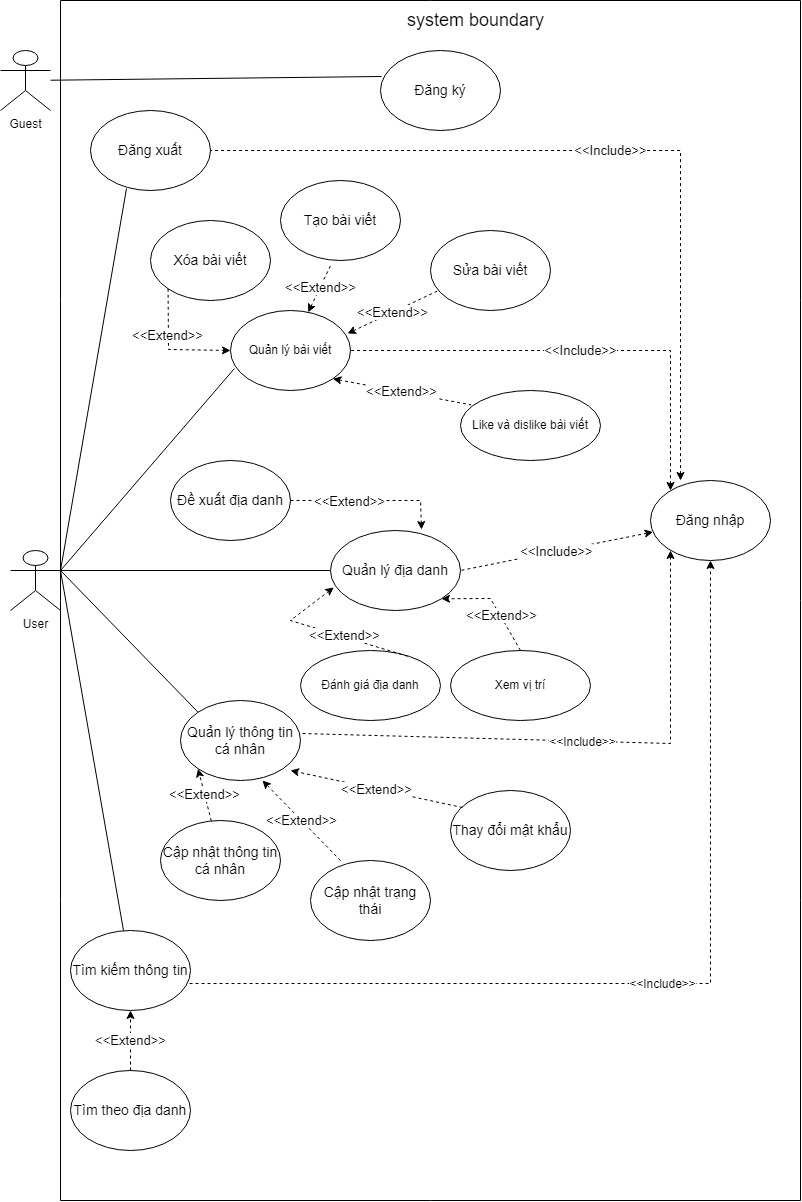 system boundary
Đăng ký
Guest
Đăng xuất
<<Include>>
Tạo bài viết
Xóa bài viết
Sửa bài viết
<<Extend>>
<<Extend>>
<<Extend>>
Quản lý bài viết
<<Include>>
<<Extend>>
Like và dislike bài viết
Đề xuất địa danh
<<Extend>>
Đăng nhập
<<Include>>
Quản lý địa danh
User
<<Extend>>
<<Extend>>
Đánh giá địa danh
Xem vị trí
Quản lý thông tin
cá nhân
<<Include>>
<<Extend>>
<<Extend>>
<<Extend>>
Thay đổi mật khẩu
Cập nhật thông tin
cá nhân
Cập nhật trạng
thái
Tìm kiếm thông tin
<<Include>>
<<Extend>>
Tìm theo địa danh